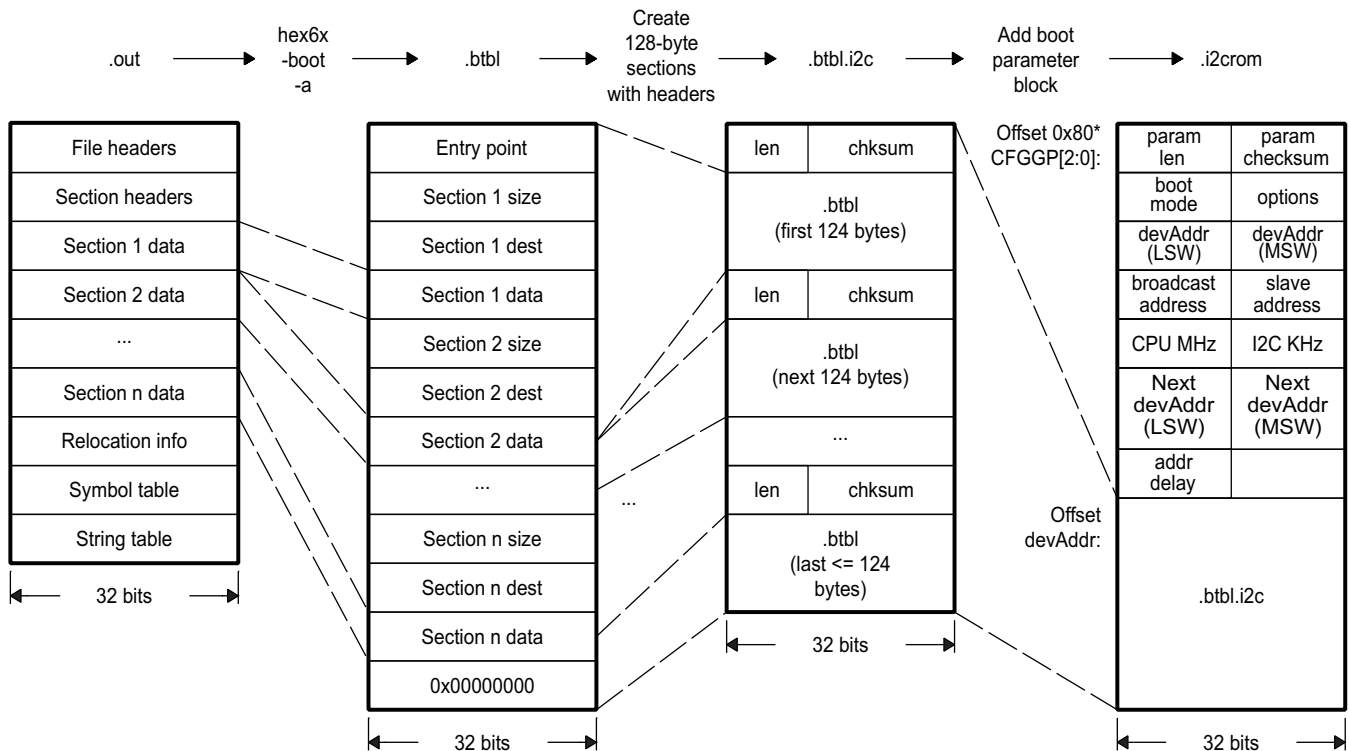 .out
hex6x
-boot
-a
.btbl
Create
128-byte
sections
with headers
.btbl.i2c
Add boot
parameter
block
.i2crom
File headers
Section headers
Section 1 data
Section 2 data
...
Section n data
Relocation info
Symbol table
String table
32 bits
Entry point
Section 1 size
Section 1 dest
Section 1 data
Section 2 size
Section 2 dest
Section 2 data
...
Section n size
Section n dest
Section n data
0x00000000
32 bits
...
len chksum
.btbl
(first 124 bytes)
len chksum
.btbl
(next 124 bytes)
...
len chksum
.btbl
(last <= 124
bytes)
32 bits
Offset 0x80*
CFGGP[2:0]:
param
len
param
checksum
boot
mode
options
devAddr
(LSW)
devAddr
(MSW)
broadcast
address
slave
address
CPU MHz I2C KHz
Next
devAddr
(LSW)
Next
devAddr
(MSW)
addr
delay
Offset
devAddr:
.btbl.i2c
32 bits